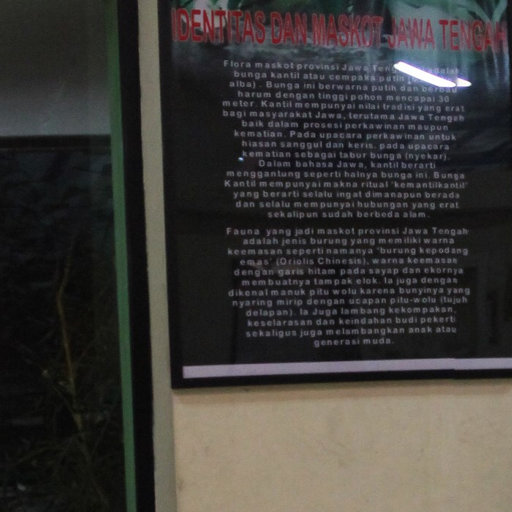 IDENTITAS DAN MASKOT JAWA TENGAH
Flora maskot provinsi Jawa adalah
bunga kantil atau cempaka putih
alba). Bunga ini berwarna putih dan berbau
harum dengan tinggi pohon mencapai 30
meter. Kantil mempunyai nilai tradisi yang erat
bagi masyarakat Jawa, terutama Jawa Tengah
baik dalam prosesi perkawinan maupun
kematian. Pada upacara perkawinan untuk
hiasan sanggul dan keris. pada upacara
kematian sebagai tabur bunga (nyekar).
Dalam bahasa Jawa, kantil berarti
menggantung seperti halnya bunga ini. Bunga
Kantil mempunyai makna ritual 'kemantilkantil'
yang berarti selalu ingat dimanapun berada
dan selalu mempunyai hubungan yang erat
sekalipun sudah berbeda alam.
Fauna yang jadi maskot provinsi Jawa Tengah
adalah jenis burung yang memiliki warna
keemasan seperti namanya "burung kepodang
emas" (Oriolis Chinesis), warna keemasan
dengan garis hitam pada sayap dan ekornya
membuatnya tampak elok. Ia juga dengan
dikenal manuk pitu wolu karena bunyinya yang
nyaring mirip dengan ucapan pitu-wolu (tujuh
delapan). Ia Juga lambang kekompakan,
keselarasan dan keindahan budi pekerti
sekaligus juga melambangkan anak atau
generasi muda.